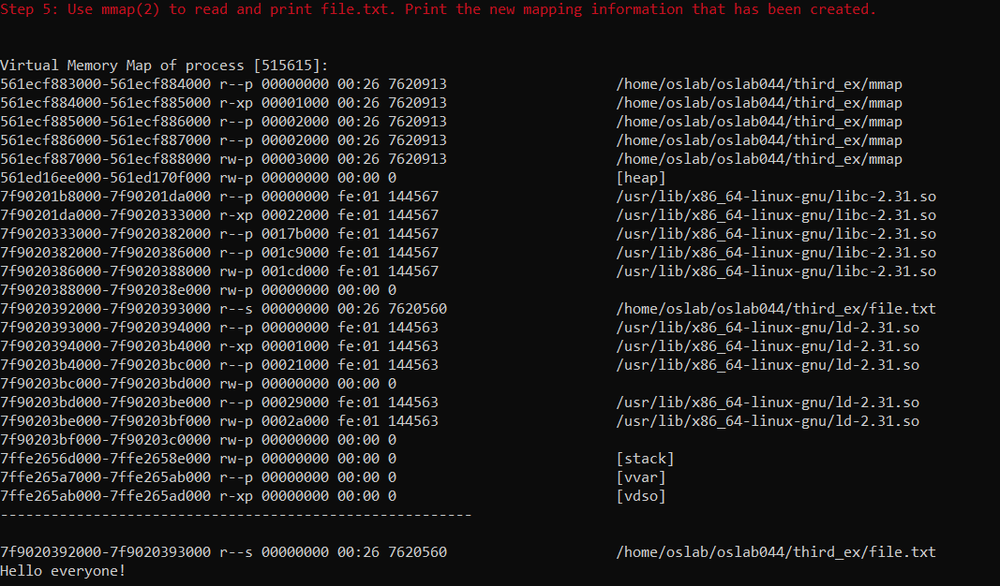 Step 5: Use mmap(2) to read and print file.txt. Print the new mapping information that has been created.
Virtual Memory Map of process [515615]:
561ecf883000-561ecf884000 r--p 00000000 00:26 7620913 /home/oslab/oslab044/third_ex/mmap
561ecf884000-561ecf885000 r-xp 00001000 00:26 7620913 /home/oslab/oslab044/third_ex/mmap
561ecf885000-561ecf886000 r--p 00002000 00:26 7620913 /home/oslab/oslab044/third_ex/mmap
561ecf886000-561ecf887000 r--p 00002000 00:26 7620913 /home/oslab/oslab044/third_ex/mmap
561ecf887000-561ecf888000 rw-p 00003000 00:26 7620913 /home/oslab/oslab044/third_ex/mmap
561ed16ee000-561ed170f000 rw-p 00000000 00:00 0 [heap]
7f90201b8000-7f90201da000 r--p 00000000 fe:01 144567 /usr/lib/x86_64-linux-gnu/libc-2.31.so
7f90201da000-7f9020333000 r-xp 00022000 fe:01 144567 /usr/lib/x86_64-linux-gnu/libc-2.31.so
7f9020333000-7f9020382000 r--p 0017b000 fe:01 144567 /usr/lib/x86_64-linux-gnu/libc-2.31.so
7f9020382000-7f9020386000 r--p 001c9000 fe:01 144567 /usr/lib/x86_64-linux-gnu/libc-2.31.so
7f9020386000-7f9020388000 rw-p 001cd000 fe:01 144567 /usr/lib/x86_64-linux-gnu/libc-2.31.so
7f9020388000-7f902038e000 rw-p 00000000 00:00 0
7f9020392000-7f9020393000 r--s 00000000 00:26 7620560 /home/oslab/oslab044/third_ex/file.txt
7f9020393000-7f9020394000 r--p 00000000 fe:01 144563 /usr/lib/x86_64-linux-gnu/ld-2.31.so
7f9020394000-7f90203b4000 r-xp 00001000 fe:01 144563 /usr/lib/x86_64-linux-gnu/ld-2.31.so
7f90203b4000-7f90203bc000 r--p 00021000 fe:01 144563 /usr/lib/x86_64-linux-gnu/ld-2.31.so
7f90203bc000-7f90203bd000 rw-p 00000000 00:00 0
7f90203bd000-7f90203be000 r--p 00029000 fe:01 144563 /usr/lib/x86_64-linux-gnu/ld-2.31.so
7f90203be000-7f90203bf000 rw-p 0002a000 fe:01 144563 /usr/lib/x86_64-linux-gnu/ld-2.31.so
7f90203bf000-7f90203c0000 rw-p 00000000 00:00 0
7ffe2656d000-7ffe2658e000 rw-p 00000000 00:00 0 [stack]
7ffe265a7000-7ffe265ab000 r--p 00000000 00:00 0 [vvar]
7ffe265ab000-7ffe265ad000 r-xp 00000000 00:00 0 [vdso]
--------------------------------------------------------
7f9020392000-7f9020393000 r--s 00000000 00:26 7620560 /home/oslab/oslab044/third_ex/file.txt
Hello everyone!